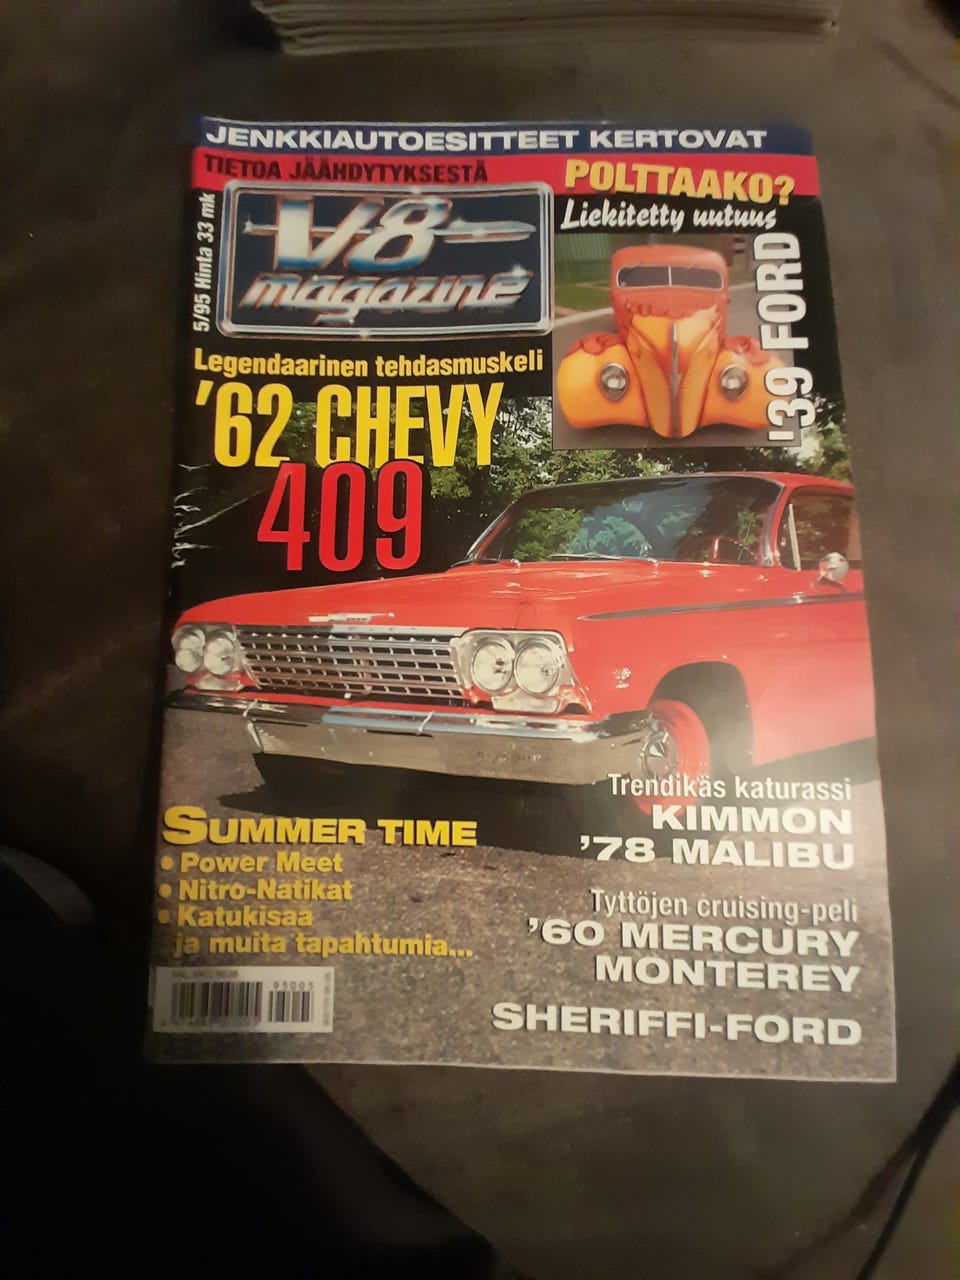 JENKKIAUTOESITTEET KERTOVAT
TIETOA JÄÄHDYTYKSESTÄ
5/95 Hinta 33 mk
V8
magazine
POLTTAAKO?
Liekitetty uutuus
'39 FORD
Legendaarinen tehdasmuskeli
'62 CHEVY
409
Trendikäs katurassi
KIMMON
'78 MALIBU
SUMMER TIME
• Power Meet
• Nitro-Natikat
• Katukisaa
ja muita tapahtumia...
Tyttöjen cruising-peli
'60 MERCURY
MONTEREY
SHERIFFI-FORD
95005